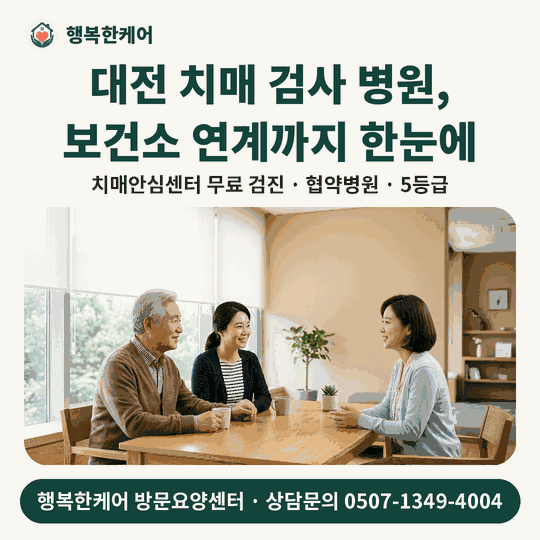 행복한케어
대전 치매 검사 병원,
보건소 연계까지 한눈에
치매안심센터 무료 검진 · 협약병원 · 5등급
행복한케어 방문요양센터 · 상담문의 0507-1349-4004